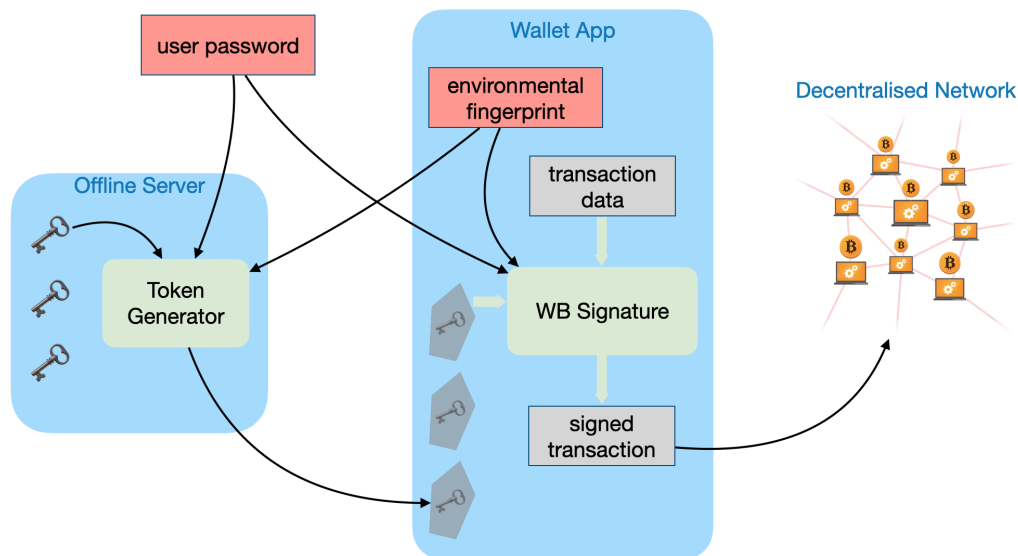 user password
Wallet App
environmental
fingerprint
Decentralised Network
Offline Server
transaction
data
Token
Generator
WB Signature
signed
transaction